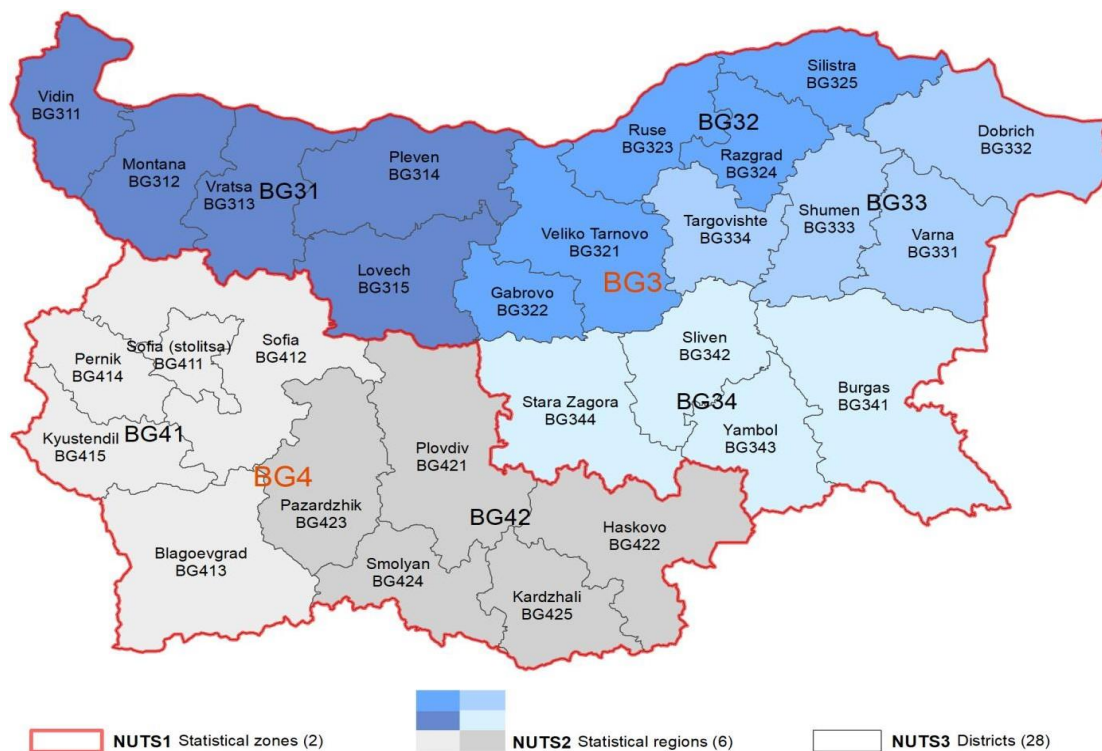 Vidin
BG311
Montana
BG312
Vratsa
BG313
BG31
Pleven
BG314
Lovech
BG315
Silistra
BG325
Ruse
BG323
BG32
Razgrad
BG324
Veliko Tarnovo
BG321
Gabrovo
BG322
BG3
Dobrich
BG332
Targovishte
BG334
Shumen
BG333
BG33
Varna
BG331
Sofia (stolitsa)
BG411
Sofia
BG412
Pernik
BG414
Kyustendil
BG415
BG41
BG4
Blagoevgrad
BG413
Sliven
BG342
Stara Zagora
BG344
BG34
Yambol
BG343
Burgas
BG341
Plovdiv
BG421
Pazardzhik
BG423
BG42
Haskovo
BG422
Smolyan
BG424
Kardzhali
BG425
NUTS1 Statistical zones (2)
NUTS2 Statistical regions (6)
NUTS3 Districts (28)